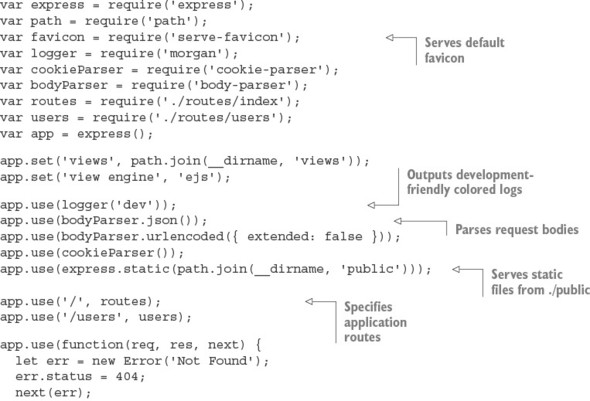 var express = require('express');
var path = require('path');
var favicon = require('serve-favicon');
Serves default
favicon
var logger = require('morgan');
var cookieParser = require('cookie-parser');
var bodyParser = require('body-parser');
var routes = require('./routes/index');
var users = require('./routes/users');
var app = express();
app.set('views', path.join(__dirname, 'views'));
app.set('view engine', 'ejs');
Outputs development-
friendly colored logs
app.use(logger('dev'));
app.use(bodyParser.json());
Parses request bodies
app.use(bodyParser.urlencoded({ extended: false }));
app.use(cookieParser());
app.use(express.static(path.join(__dirname, 'public')));
Serves static
files from ./public
app.use('/', routes);
app.use('/users', users);
Specifies
application
routes
app.use(function(req, res, next) {
let err = new Error('Not Found');
err.status = 404;
next(err);